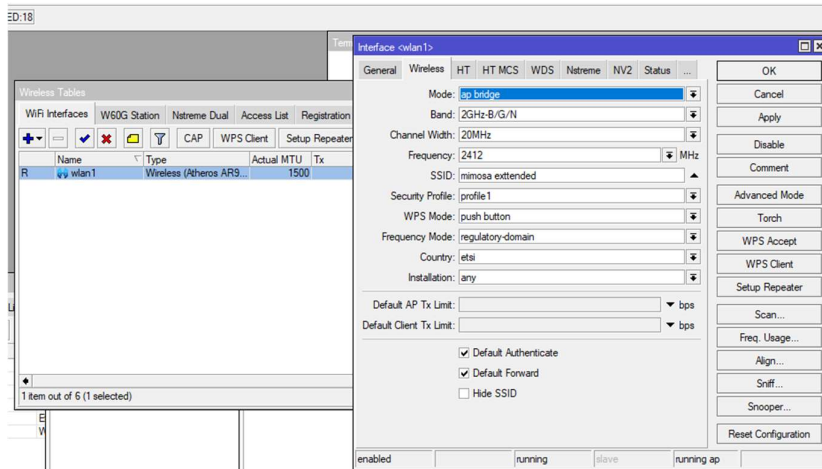 ED:18
Term
Wireless Tables
WiFi Interfaces W60G Station Nstreme Dual Access List Registration
CAP WPS Client Setup Repeater
Name Type Actual MTU Tx
R wlan1 Wireless (Atheros AR9... 1500
1 item out of 6 (1 selected)
Interface <wlan1>
General Wireless HT HT MCS WDS Nstreme NV2 Status ...
Mode: ap bridge
Band: 2GHz-B/G/N
Channel Width: 20MHz
Frequency: 2412 MHz
SSID: mimosa exttended
Security Profile: profile1
WPS Mode: push button
Frequency Mode: regulatory-domain
Country: etsi
Installation: any
Default AP Tx Limit: bps
Default Client Tx Limit: bps
Default Authenticate
Default Forward
Hide SSID
OK
Cancel
Apply
Disable
Comment
Advanced Mode
Torch
WPS Accept
WPS Client
Setup Repeater
Scan...
Freq. Usage...
Align...
Sniff...
Snooper...
Reset Configuration
enabled running slave running ap